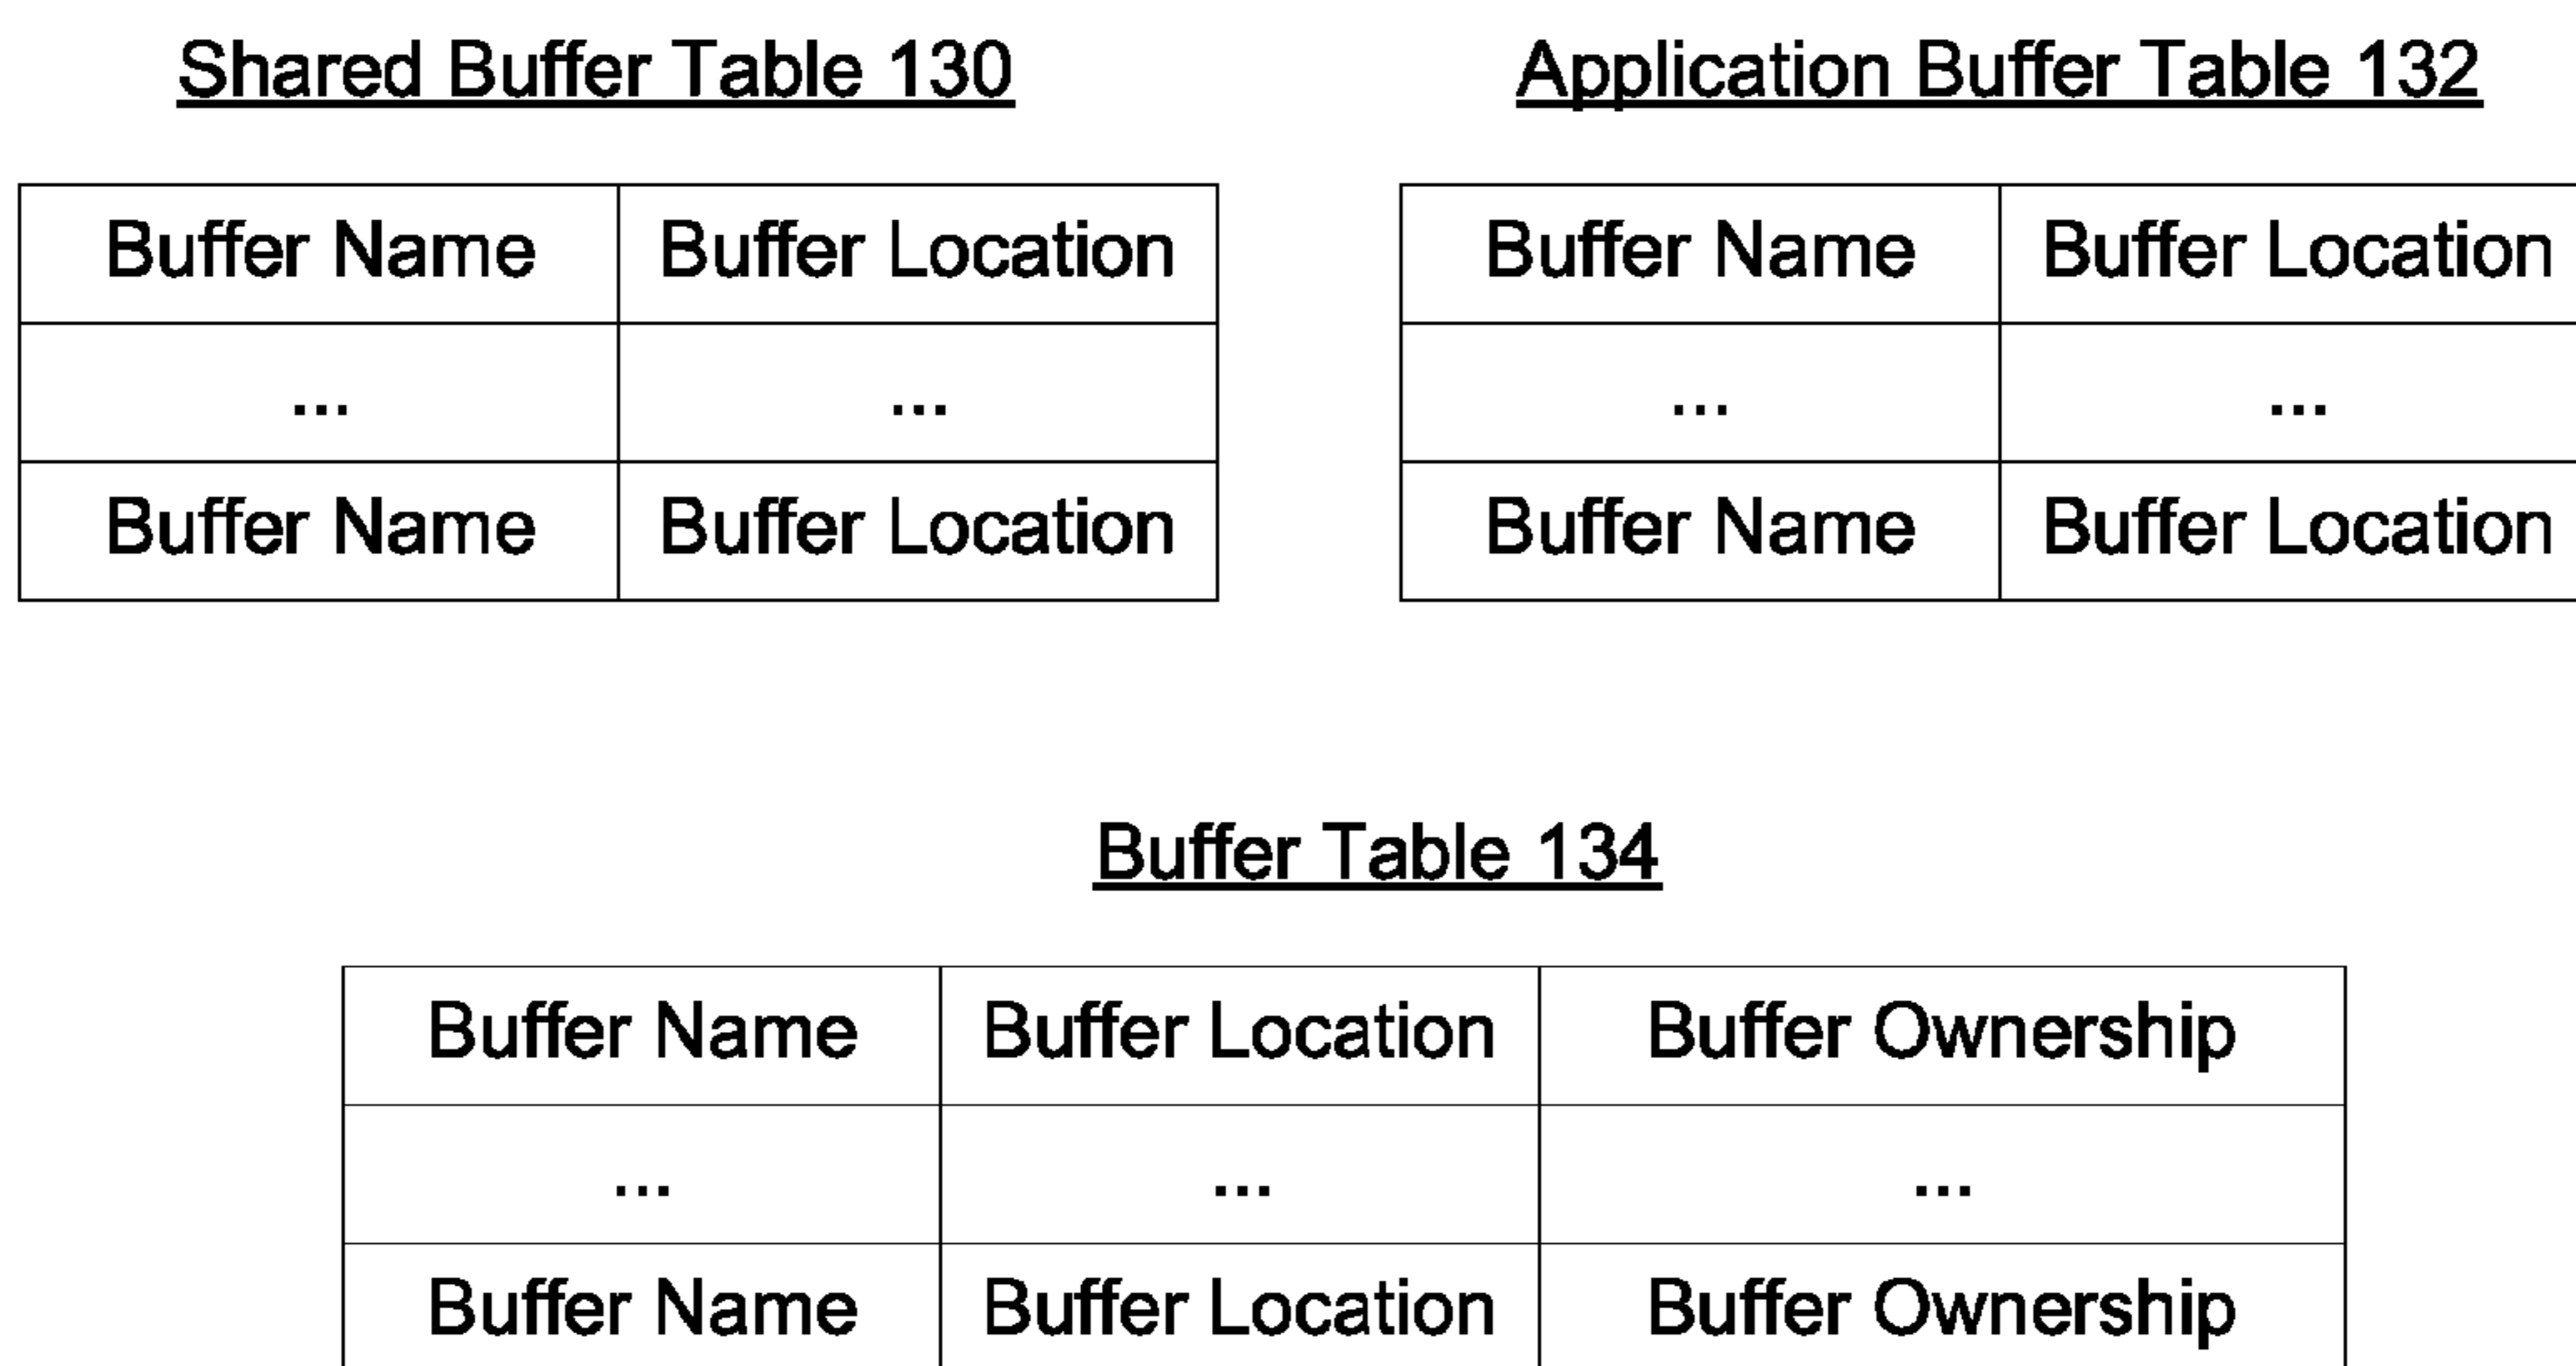 Shared Buffer Table 130
Application Buffer Table 132
Buffer Name Buffer Location
... ...
Buffer Name Buffer Location
Buffer Name Buffer Location
... ...
Buffer Name Buffer Location
Buffer Table 134
Buffer Name Buffer Location Buffer Ownership
... ... ...
Buffer Name Buffer Location Buffer Ownership